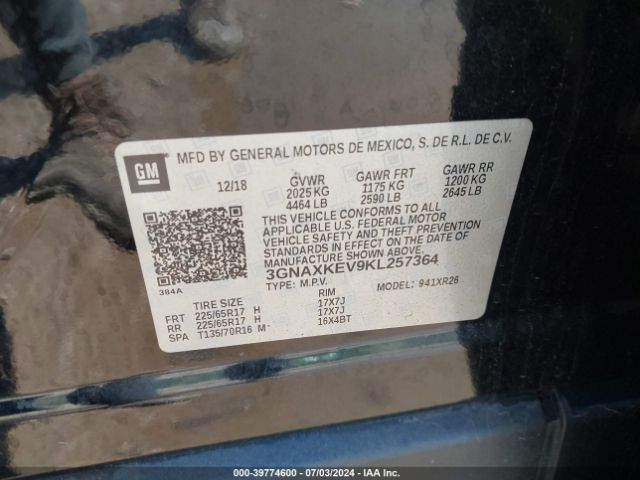 GM
MFD BY GENERAL MOTORS DE MEXICO, S. DE R.L. DE C.V.
12/18 GVWR GAWR FRT GAWR RR
2025 KG 1175 KG 1200 KG
4464 LB 2590 LB 2645 LB
THIS VEHICLE CONFORMS TO ALL
APPLICABLE U.S. FEDERAL MOTOR
VEHICLE SAFETY AND THEFT PREVENTION
STANDARDS IN EFFECT ON THE DATE OF
MANUFACTURE SHOWN ABOVE.
3GNAXKEV9KL257364
384A TYPE: M.P.V. MODEL: 941XR26
TIRE SIZE RIM
FRT 225/65R17 H 17X7J
RR 225/65R17 H 17X7J
SPA T135/70R16 M 16X4BT
000-39774600 - 07/03/2024 - IAA Inc.